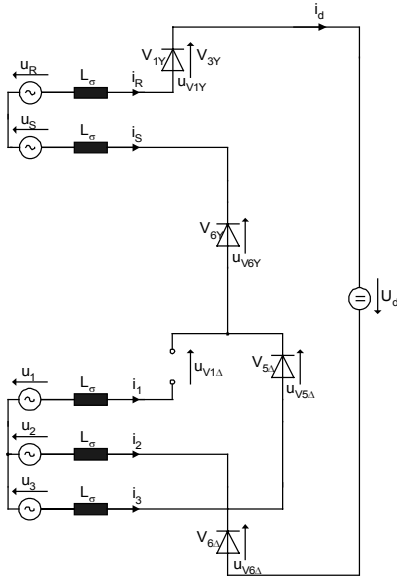 i_d
V_1Y
V_3Y
u_R
L_σ
i_R
u_V1Y
u_S
L_σ
i_S
V_6Y
u_V6Y
U_d
u_1
L_σ
i_1
u_V1Δ
V_5Δ
u_V5Δ
u_2
L_σ
i_2
u_3
L_σ
i_3
V_6Δ
u_V6Δ